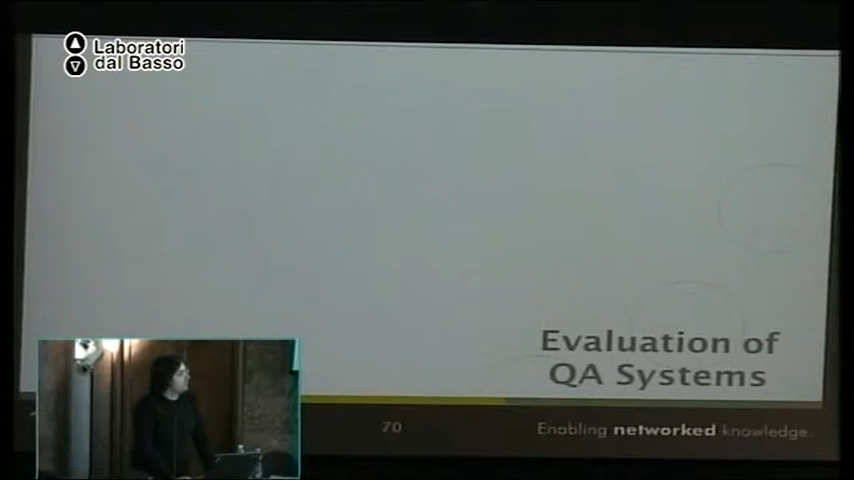 Laboratori
dal Basso
Evaluation of
QA Systems
70
Enabling networked knowledge.